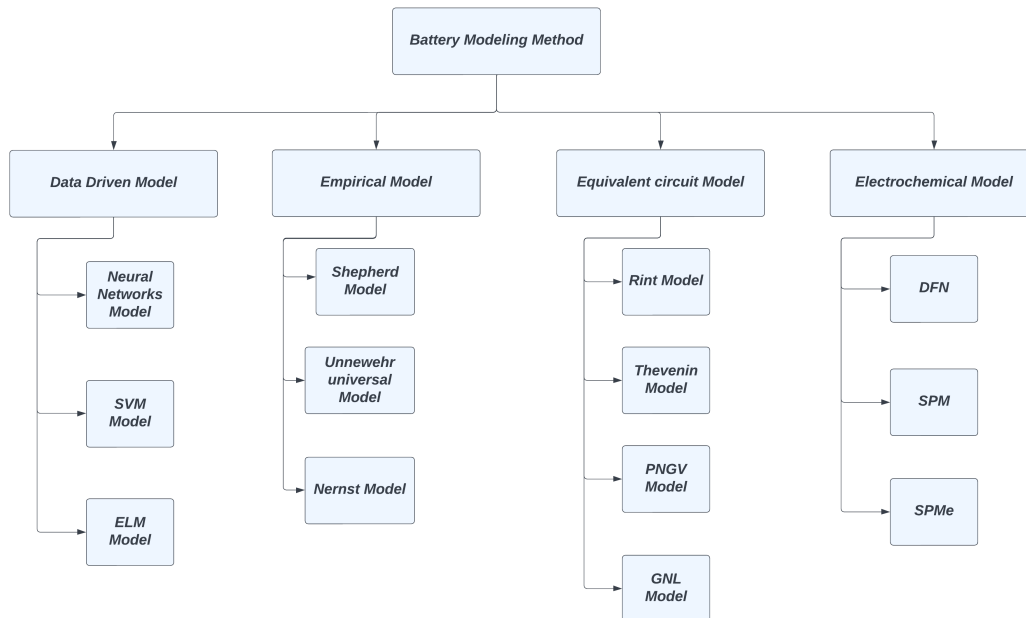 Battery Modeling Method
Data Driven Model
Empirical Model
Equivalent circuit Model
Electrochemical Model
Neural
Networks
Model
SVM
Model
ELM
Model
Shepherd
Model
Unnewehr
universal
Model
Nernst Model
Rint Model
Thevenin
Model
PNGV
Model
GNL
Model
DFN
SPM
SPMe